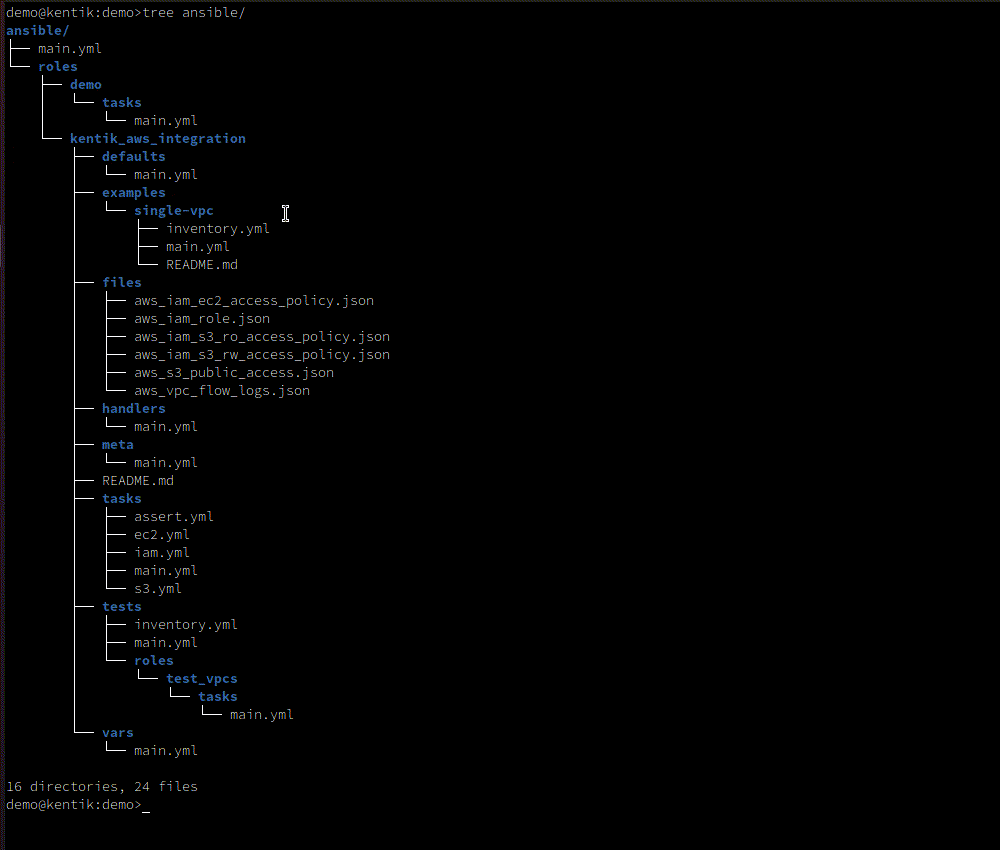 demo@kentik:demo>tree ansible/
ansible/
├── main.yml
└── roles
    ├── demo
    │   └── tasks
    │       └── main.yml
    └── kentik_aws_integration
        ├── defaults
        │   └── main.yml
        ├── examples
        │   └── single-vpc
        │       ├── inventory.yml
        │       ├── main.yml
        │       └── README.md
        ├── files
        │   ├── aws_iam_ec2_access_policy.json
        │   ├── aws_iam_role.json
        │   ├── aws_iam_s3_ro_access_policy.json
        │   ├── aws_iam_s3_rw_access_policy.json
        │   ├── aws_s3_public_access.json
        │   └── aws_vpc_flow_logs.json
        ├── handlers
        │   └── main.yml
        ├── meta
        │   └── main.yml
        ├── README.md
        ├── tasks
        │   ├── assert.yml
        │   ├── ec2.yml
        │   ├── iam.yml
        │   ├── main.yml
        │   └── s3.yml
        ├── tests
        │   ├── inventory.yml
        │   ├── main.yml
        │   └── roles
        │       └── test_vpcs
        │           └── tasks
        │               └── main.yml
        └── vars
            └── main.yml

16 directories, 24 files
demo@kentik:demo>_